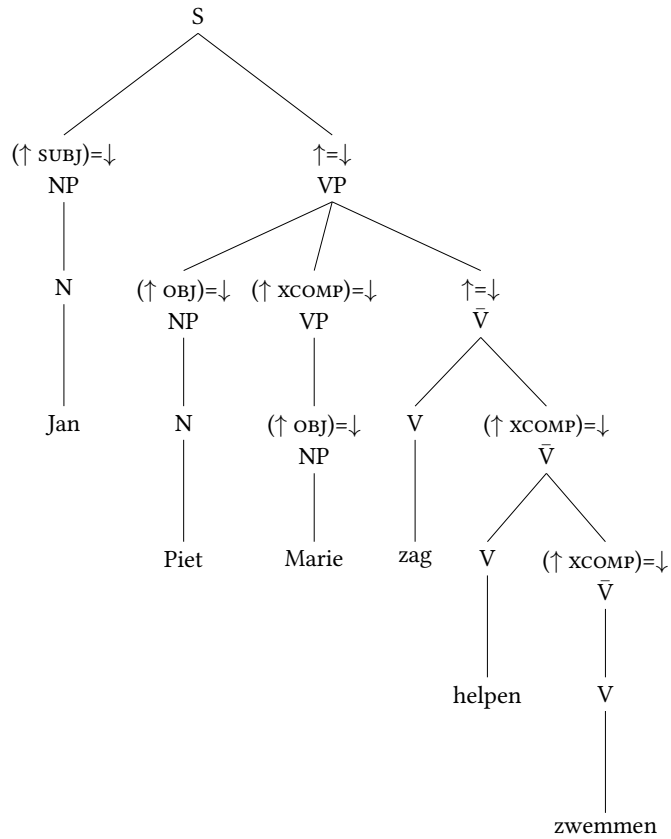 S
(↑ SUBJ)=↓ ↑=↓
NP VP
N (↑ OBJ)=↓ (↑ XCOMP)=↓ ↑=↓
NP VP V̄
Jan N (↑ OBJ)=↓ V (↑ XCOMP)=↓
NP V̄
Piet Marie zag V (↑ XCOMP)=↓
V̄
helpen V
zwemmen